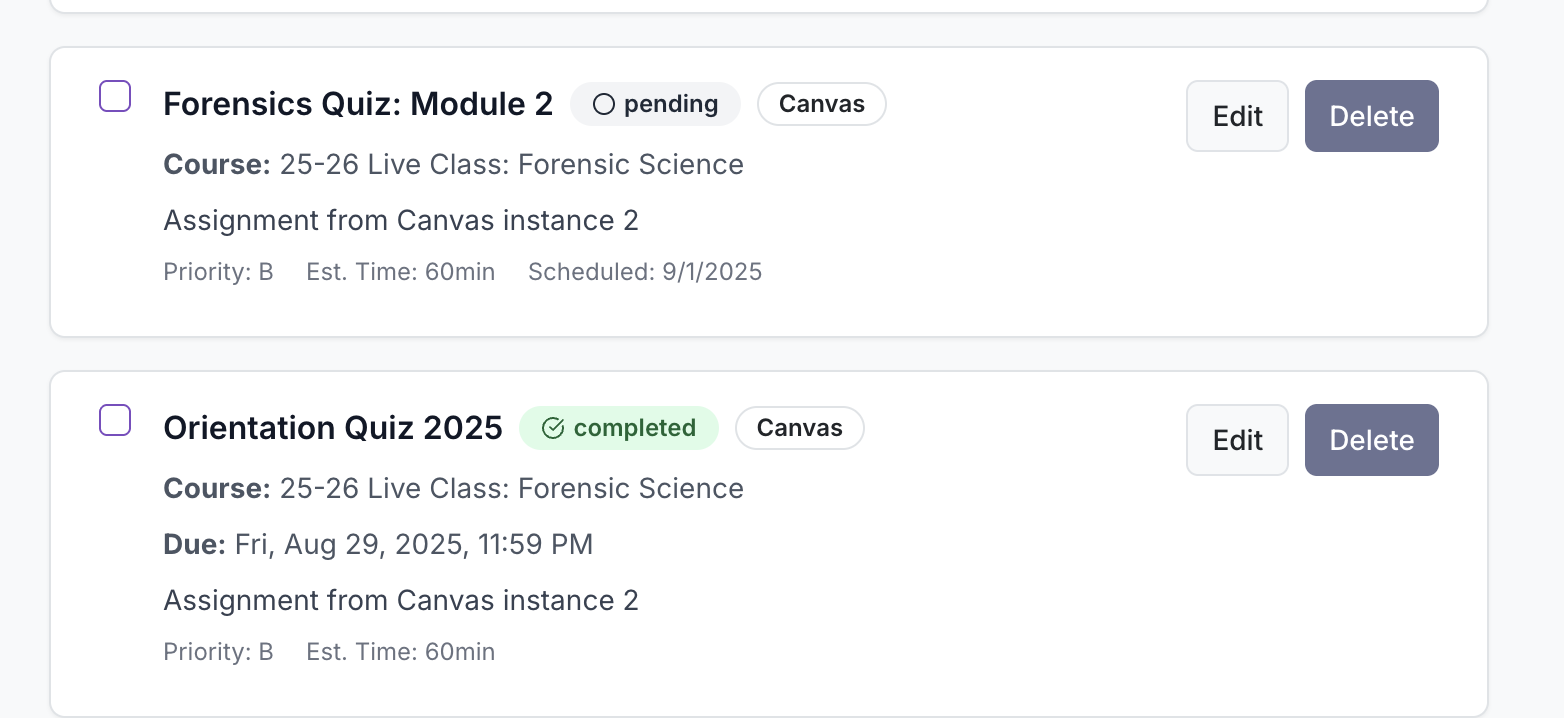 Forensics Quiz: Module 2 pending Canvas Edit Delete
Course: 25-26 Live Class: Forensic Science
Assignment from Canvas instance 2
Priority: B Est. Time: 60min Scheduled: 9/1/2025
Orientation Quiz 2025 completed Canvas Edit Delete
Course: 25-26 Live Class: Forensic Science
Due: Fri, Aug 29, 2025, 11:59 PM
Assignment from Canvas instance 2
Priority: B Est. Time: 60min